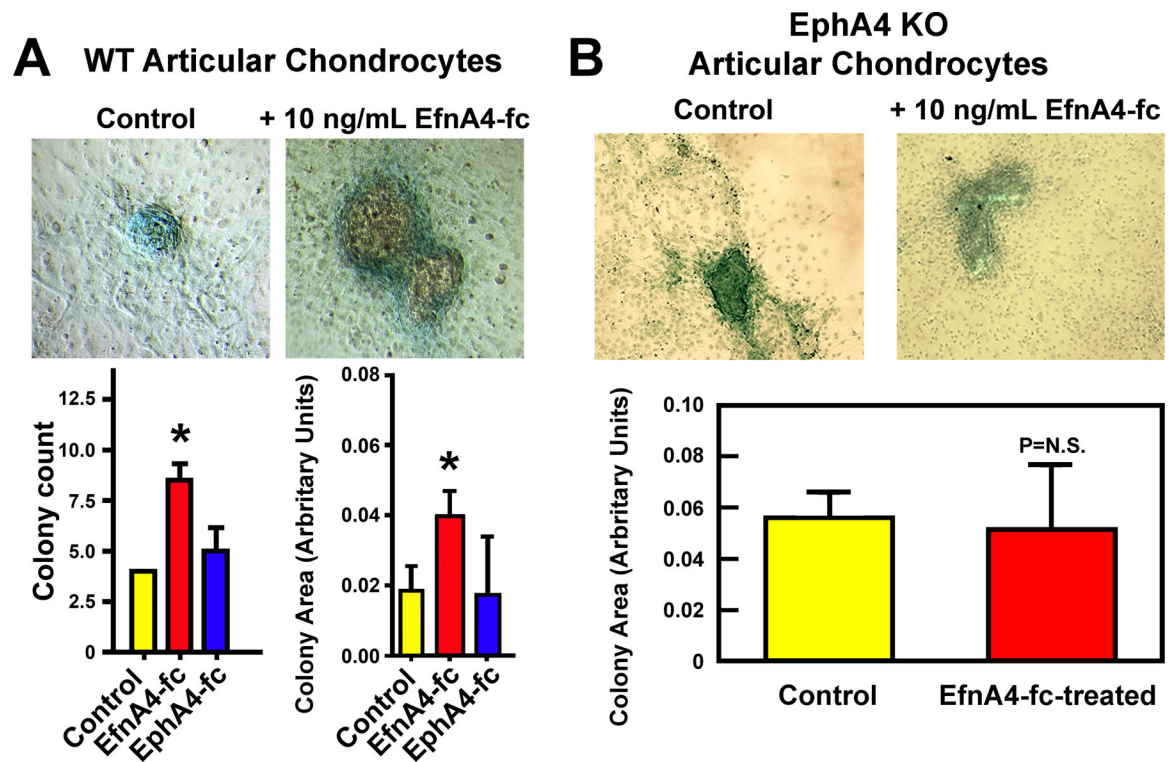 A
WT Articular Chondrocytes
Control
+ 10 ng/mL EfnA4-fc
Colony count
12.5
10.0
7.5
5.0
2.5
0
*
Control
EfnA4-fc
EphA4-fc
Colony Area (Arbritary Units)
0.08
0.06
0.04
0.02
0.00
*
Control
EfnA4-fc
EphA4-fc
B
EphA4 KO
Articular Chondrocytes
Control
+ 10 ng/mL EfnA4-fc
Colony Area (Arbritary Units)
0.10
0.08
0.06
0.04
0.02
0
P=N.S.
Control
EfnA4-fc-treated